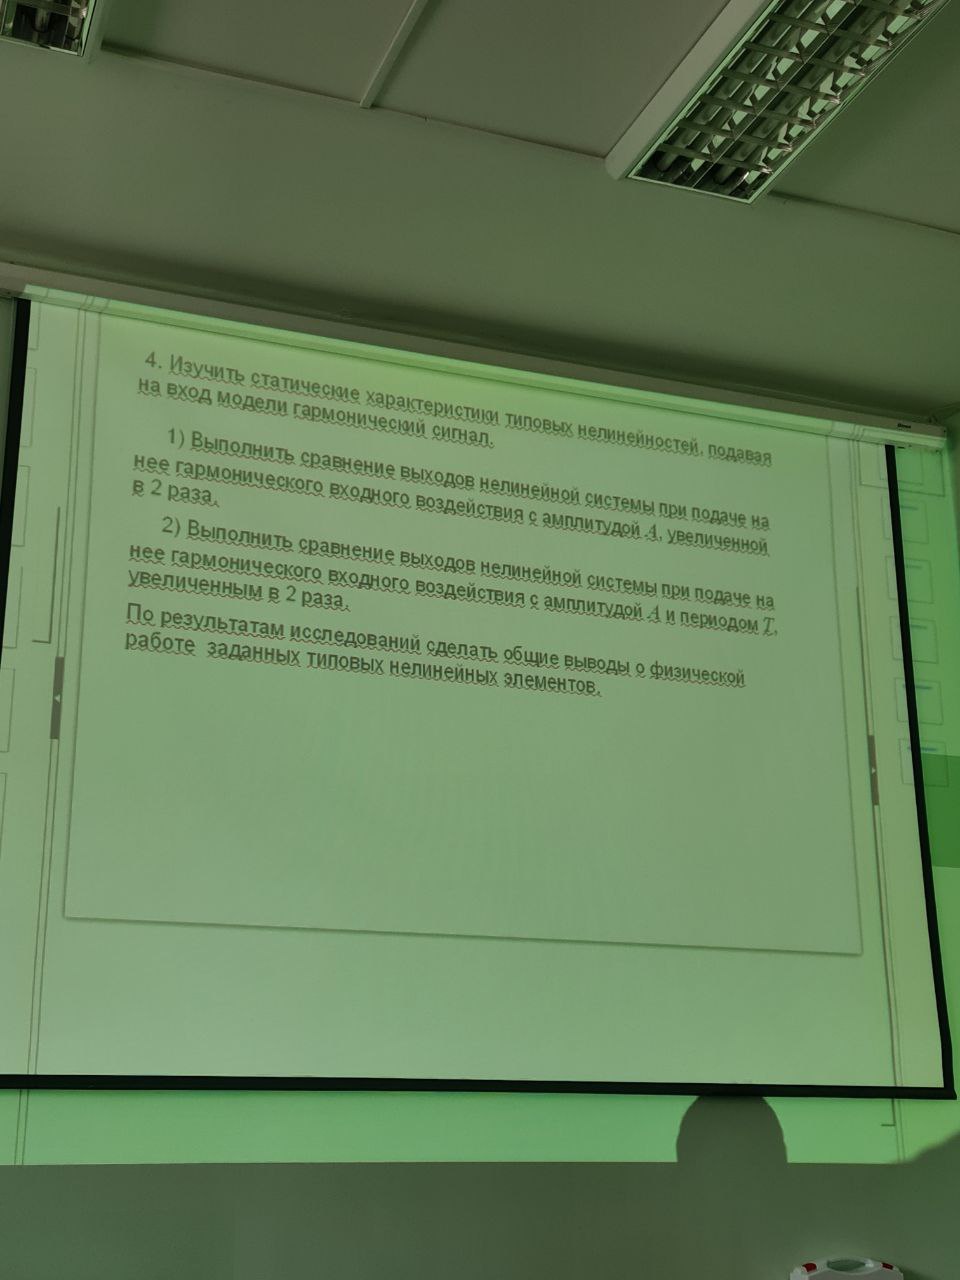 4. Изучить статические характеристики типовых нелинейностей, подавая
на вход модели гармонический сигнал.
1) Выполнить сравнение выходов нелинейной системы при подаче на
нее гармонического входного воздействия с амплитудой A, увеличенной
в 2 раза.
2) Выполнить сравнение выходов нелинейной системы при подаче на
нее гармонического входного воздействия с амплитудой A и периодом T,
увеличенным в 2 раза.
По результатам исследований сделать общие выводы о физической
работе заданных типовых нелинейных элементов.